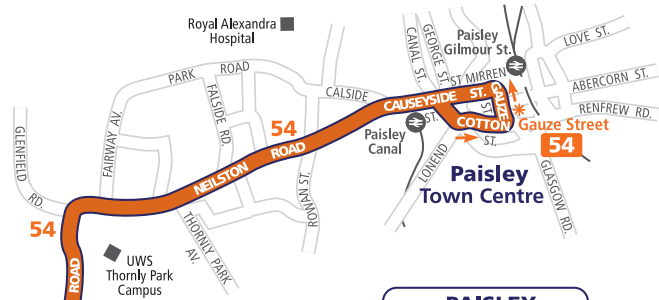 Royal Alexandra
Hospital
Paisley
Gilmour St.
LOVE ST.
GEORGE ST.
CANAL ST.
ST MIRREN
ST.
ABERCORN ST.
RENFREW RD.
PARK ROAD
CALSIDE
CAUSEYSIDE ST.
GAUZE
ST.
COTTON
ST.
Gauze Street
54
FALSIDE RD.
FAIRWAY AV.
54
Paisley
Canal
LONEND
GLASGOW RD.
Paisley
Town Centre
GLENFIELD
RD.
NEILSTON ROAD
ROWAN ST.
54
THORNLY PARK
AV.
UWS
Thornly Park
Campus
ROAD
PAISLEY